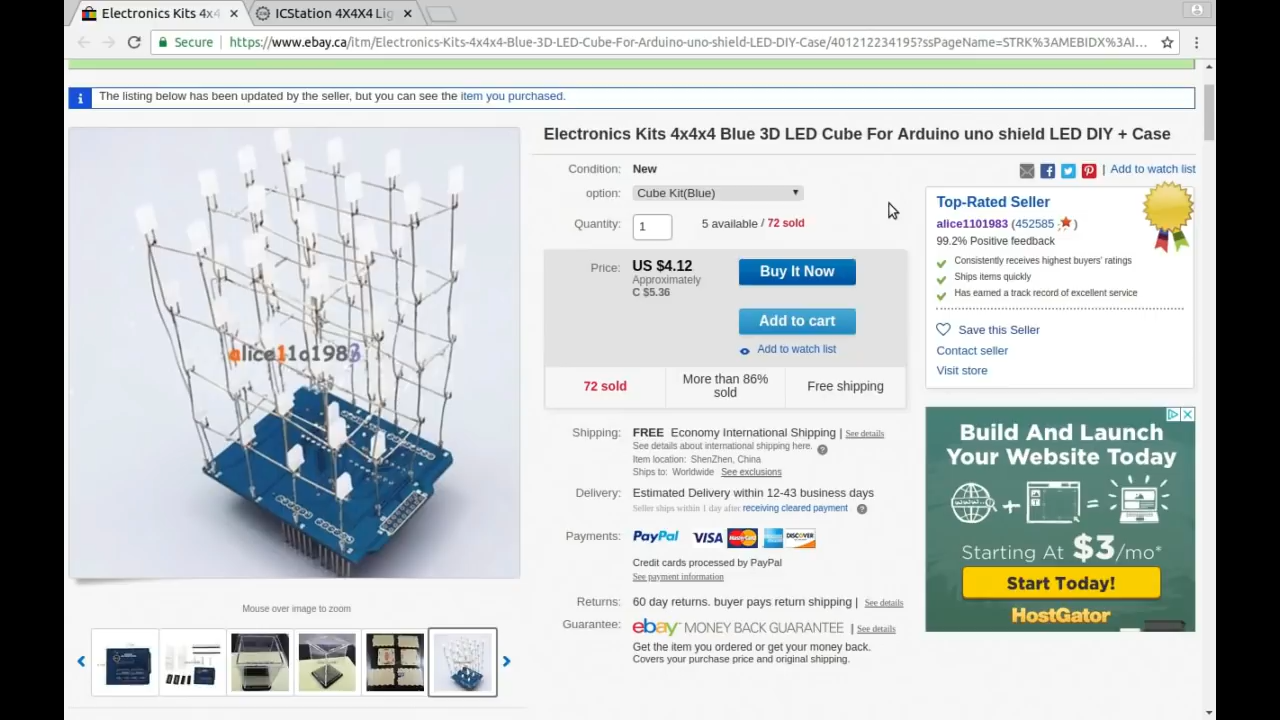 Electronics Kits 4x4x
ICStation 4X4X4 Lig
Secure
https://www.ebay.ca/itm/Electronics-Kits-4x4x4-Blue-3D-LED-Cube-For-Arduino-uno-shield-LED-DIY-Case/401212234195?ssPageName=STRK%3AMEBIDX%3AI...
The listing below has been updated by the seller, but you can see the item you purchased.
alice11o1983
Mouse over image to zoom
Electronics Kits 4x4x4 Blue 3D LED Cube For Arduino uno shield LED DIY + Case
Condition: New
option: Cube Kit(Blue)
Quantity: 1 5 available / 72 sold
Price: US $4.12
Approximately
C $5.36
Buy It Now
Add to cart
Add to watch list
72 sold
More than 86%
sold
Free shipping
Shipping: FREE Economy International Shipping | See details
See details about international shipping here.
Item location: ShenZhen, China
Ships to: Worldwide See exclusions
Delivery: Estimated Delivery within 12-43 business days
Seller ships within 1 day after receiving cleared payment
Payments: PayPal VISA MasterCard DISCOVER
Credit cards processed by PayPal
See payment information
Returns: 60 day returns. buyer pays return shipping | See details
Guarantee: ebay MONEY BACK GUARANTEE | See details
Get the item you ordered or get your money back.
Covers your purchase price and original shipping.
| Add to watch list
Top-Rated Seller
alice1101983 (452585 )
99.2% Positive feedback
Consistently receives highest buyers' ratings
Ships items quickly
Has earned a track record of excellent service
Save this Seller
Contact seller
Visit store
Build And Launch
Your Website Today
Starting At $3/mo*
Start Today!
HostGator